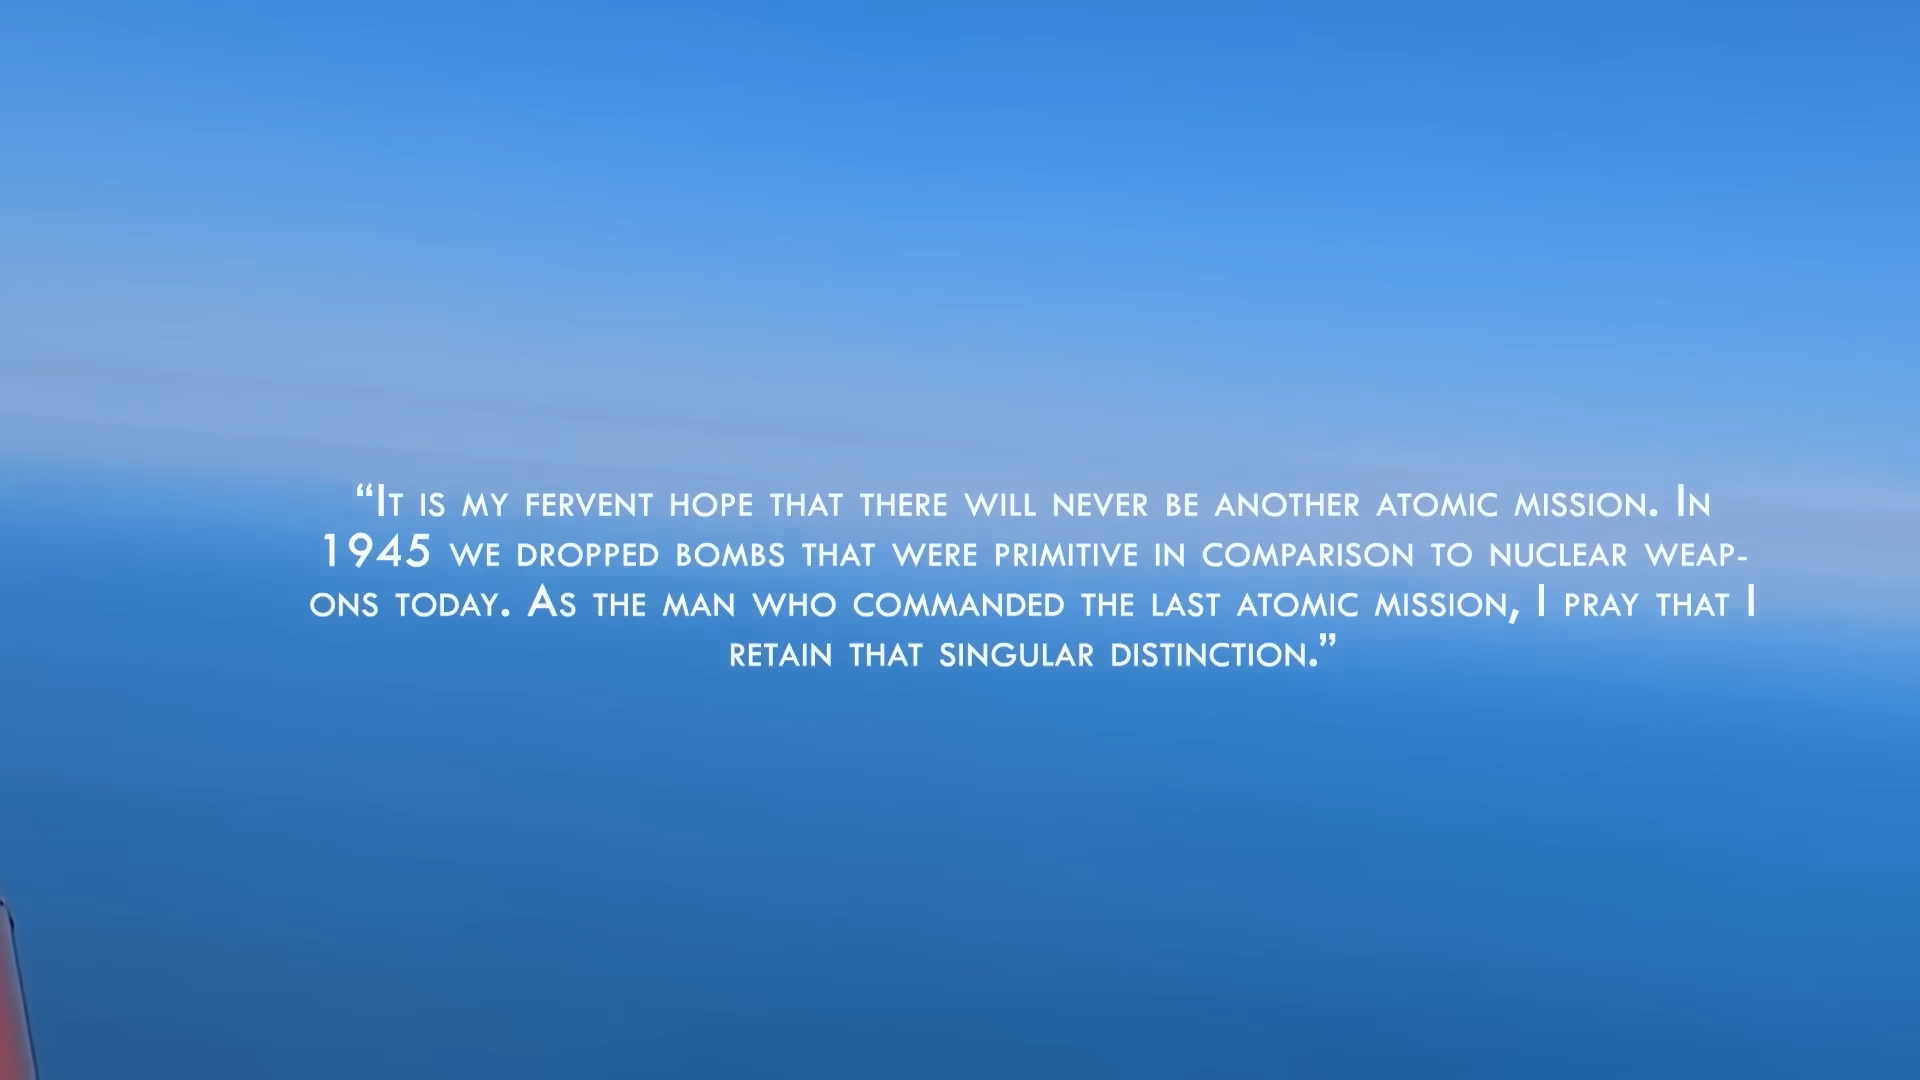 “It is my fervent hope that there will never be another atomic mission. In
1945 we dropped bombs that were primitive in comparison to nuclear weap-
ons today. As the man who commanded the last atomic mission, I pray that I
retain that singular distinction.”